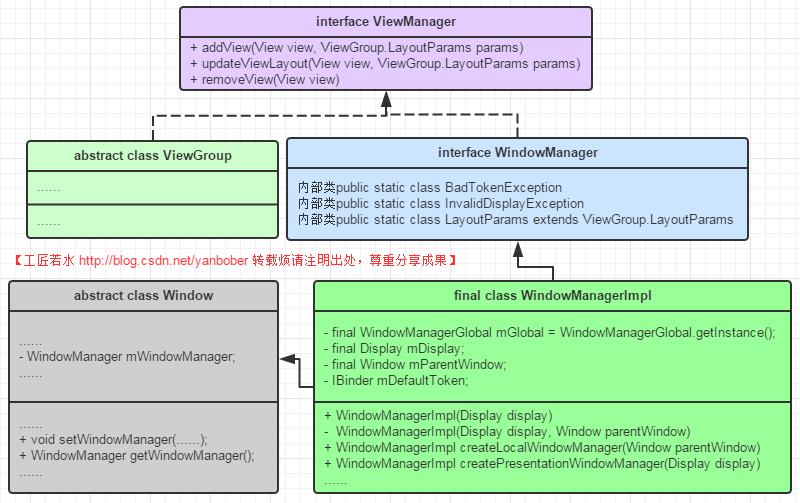 interface ViewManager
+ addView(View view, ViewGroup.LayoutParams params)
+ updateViewLayout(View view, ViewGroup.LayoutParams params)
+ removeView(View view)
abstract class ViewGroup
......
......
interface WindowManager
内部类public static class BadTokenException
内部类public static class InvalidDisplayException
内部类public static class LayoutParams extends ViewGroup.LayoutParams
【工匠若水 http://blog.csdn.net/yanbober 转载烦请注明出处，尊重分享成果】
abstract class Window
......
- WindowManager mWindowManager;
......
......
+ void setWindowManager(......);
+ WindowManager getWindowManager();
......
final class WindowManagerImpl
- final WindowManagerGlobal mGlobal = WindowManagerGlobal.getInstance();
- final Display mDisplay;
- final Window mParentWindow;
- IBinder mDefaultToken;
+ WindowManagerImpl(Display display)
- WindowManagerImpl(Display display, Window parentWindow)
+ WindowManagerImpl createLocalWindowManager(Window parentWindow)
+ WindowManagerImpl createPresentationWindowManager(Display display)
......